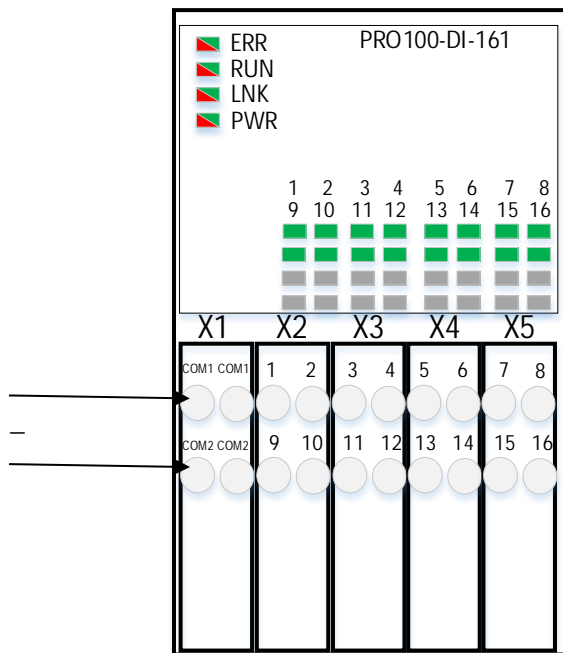 ERR PRO100-DI-161
RUN
LNK
PWR
1 2 3 4 5 6 7 8
9 10 11 12 13 14 15 16
X1 X2 X3 X4 X5
COM1 COM1 1 2 3 4 5 6 7 8
–
COM2 COM2 9 10 11 12 13 14 15 16